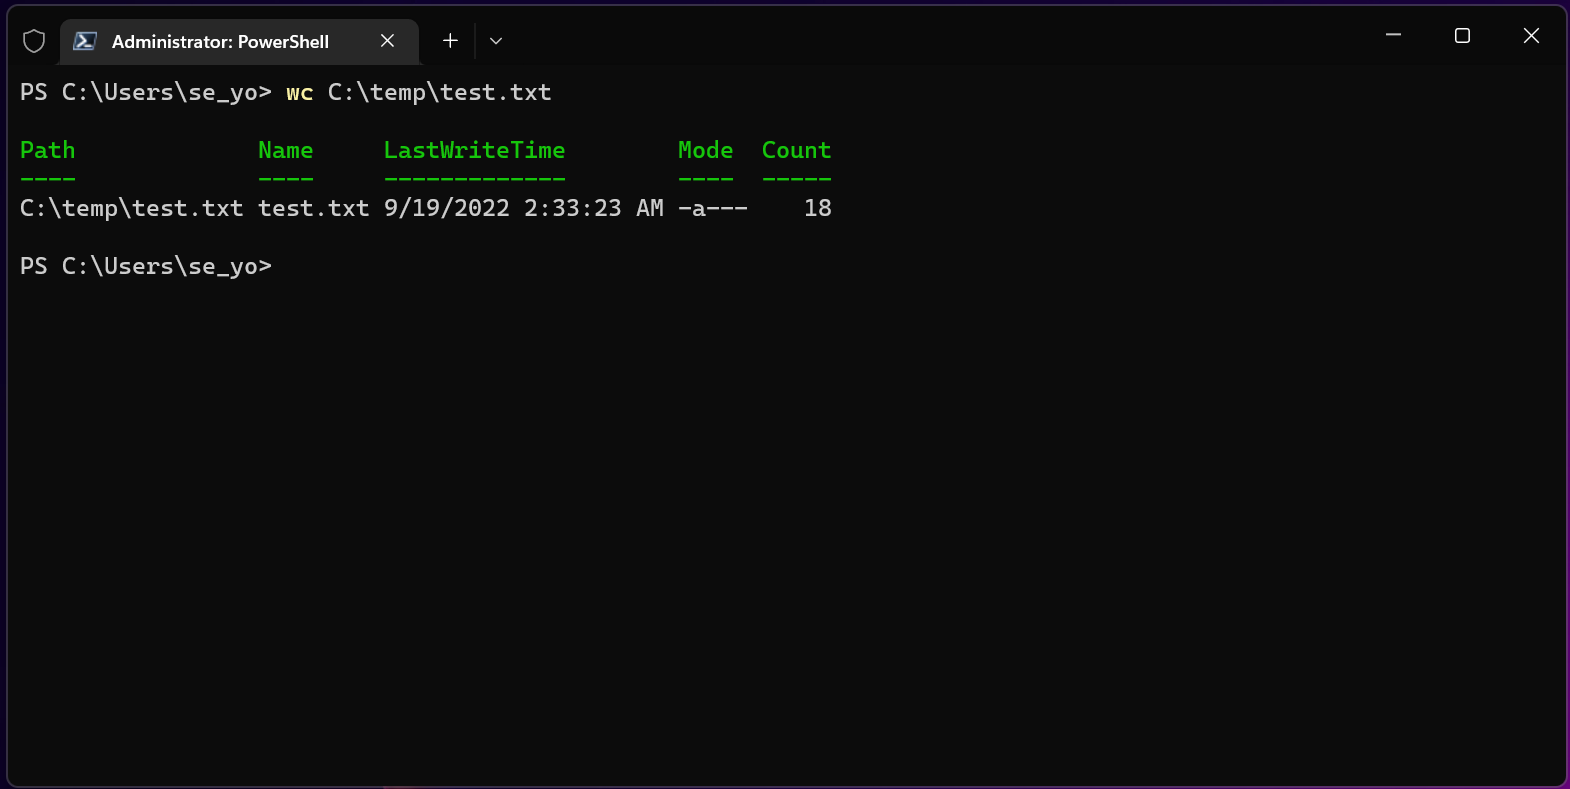 Administrator: PowerShell
PS C:\Users\se_yo> wc C:\temp\test.txt
Path Name LastWriteTime Mode Count
---- ---- ------------- ---- -----
C:\temp\test.txt test.txt 9/19/2022 2:33:23 AM -a--- 18
PS C:\Users\se_yo>